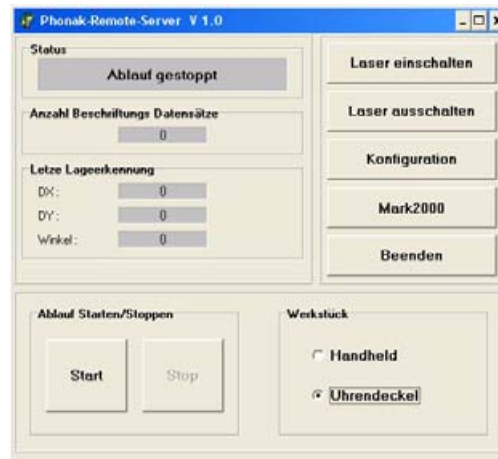 Phonak-Remote-Server V 1.0
Status
Ablauf gestoppt
Anzahl Beschriftungs Datensätze
0
Letze Lageerkennung
DX: 0
DY: 0
Winkel: 0
Laser einschalten
Laser ausschalten
Konfiguration
Mark2000
Beenden
Ablauf Starten/Stoppen
Start
Stop
Werkstück
Handheld
Uhrendeckel